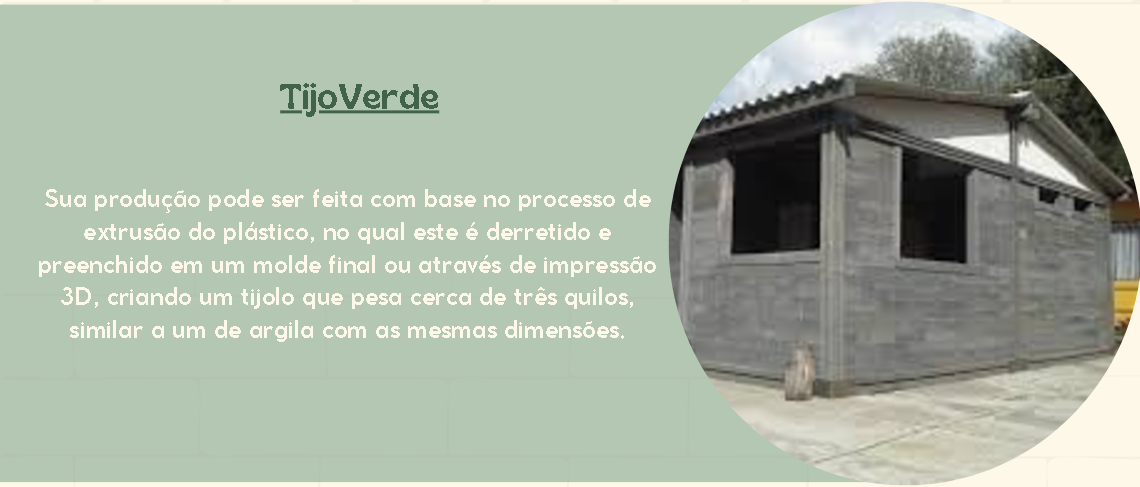 TijoVerde
Sua produção pode ser feita com base no processo de
extrusão do plástico, no qual este é derretido e
preenchido em um molde final ou através de impressão
3D, criando um tijolo que pesa cerca de três quilos,
similar a um de argila com as mesmas dimensões.